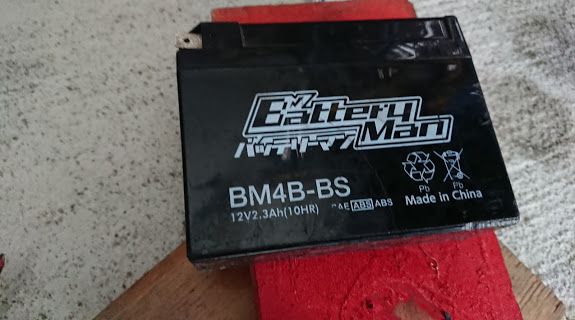 Battery
Man
バッテリーマン
BM4B-BS
12V2.3Ah(10HR)
ABS ABS
Pb Pb
Made in China